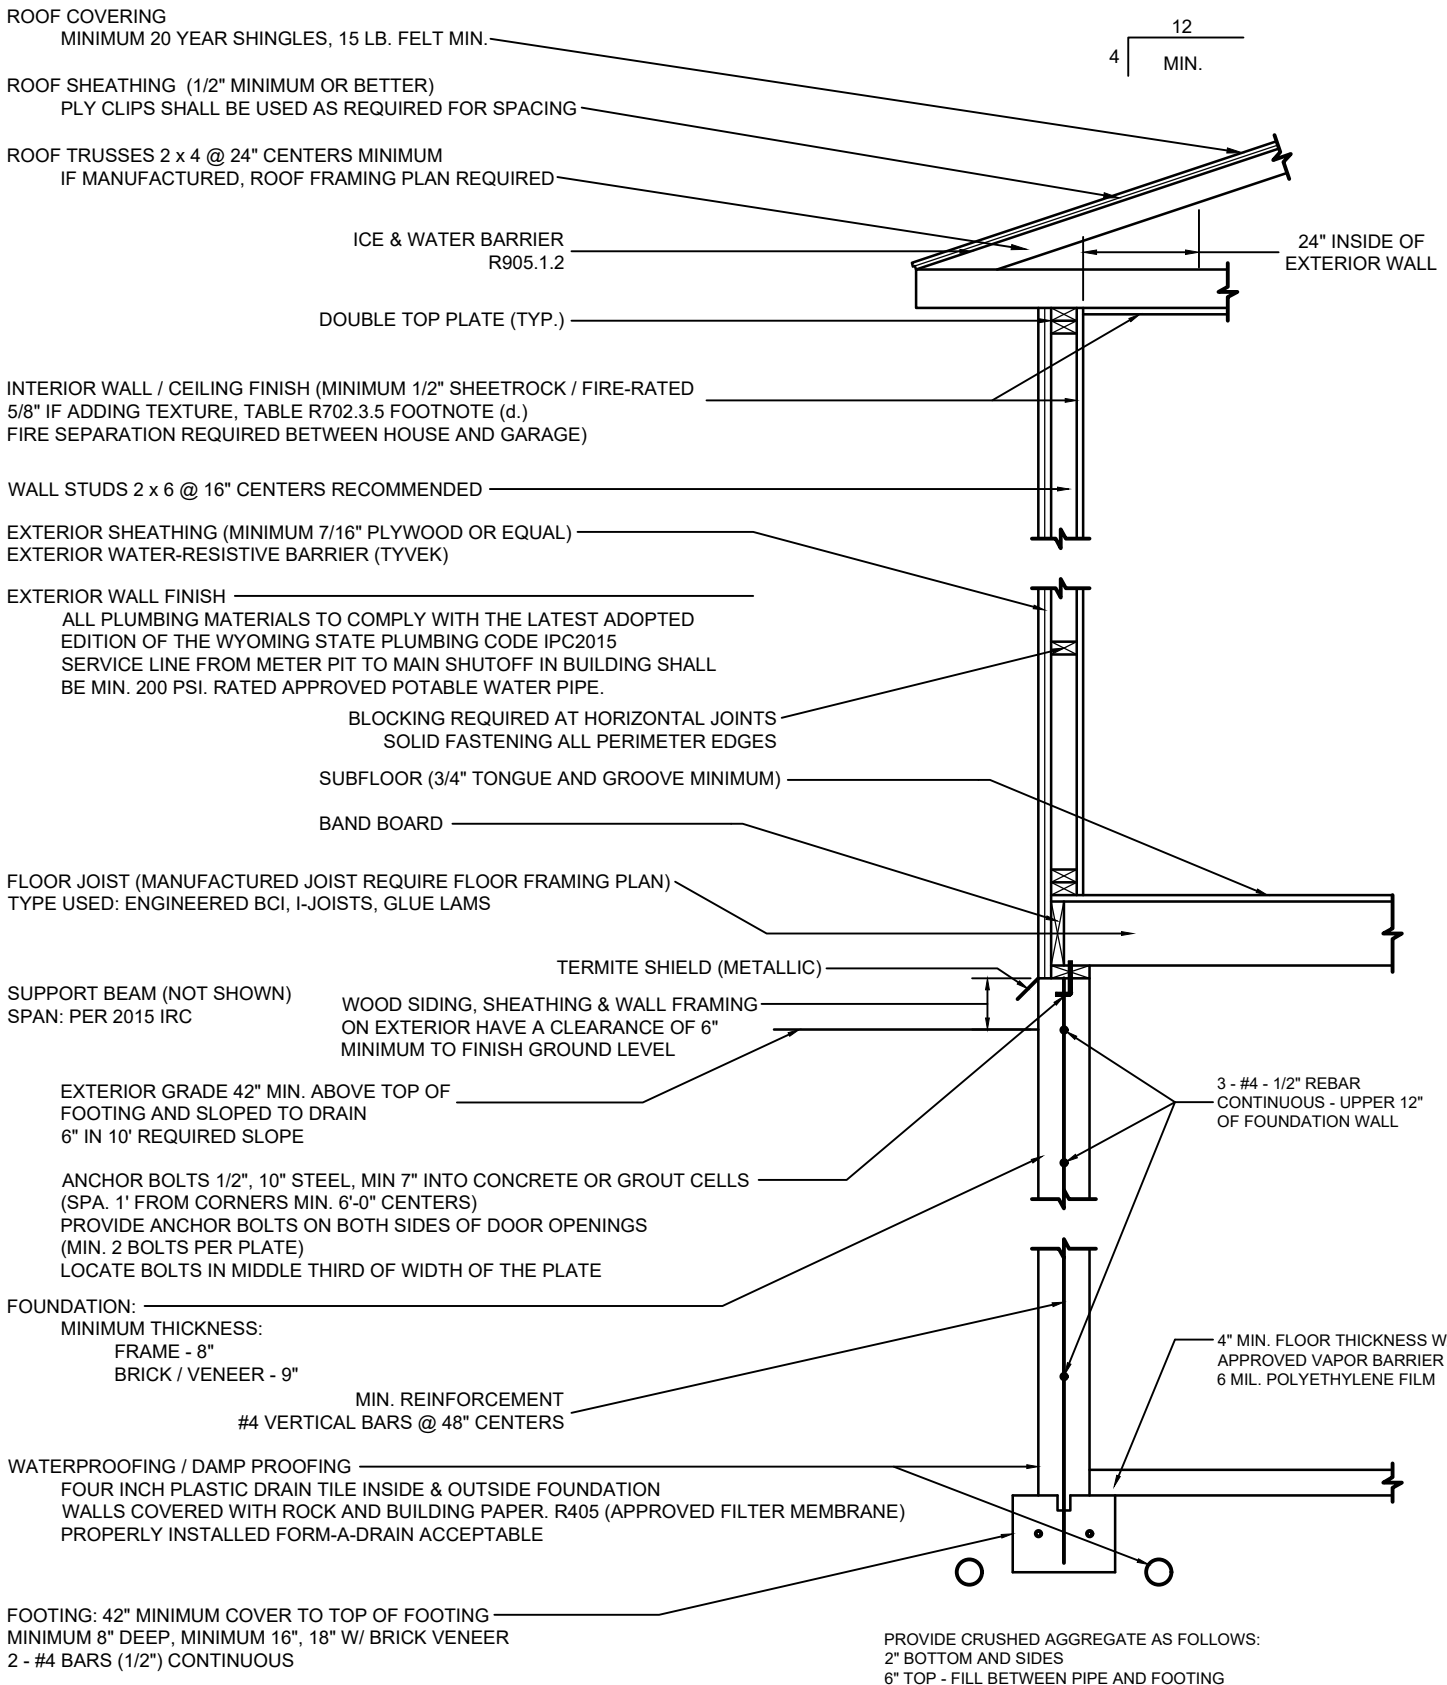 ROOF COVERING
MINIMUM 20 YEAR SHINGLES, 15 LB. FELT MIN.
12
4
MIN.
ROOF SHEATHING (1/2" MINIMUM OR BETTER)
PLY CLIPS SHALL BE USED AS REQUIRED FOR SPACING
ROOF TRUSSES 2 x 4 @ 24" CENTERS MINIMUM
IF MANUFACTURED, ROOF FRAMING PLAN REQUIRED
ICE & WATER BARRIER
R905.1.2
24" INSIDE OF
EXTERIOR WALL
DOUBLE TOP PLATE (TYP.)
INTERIOR WALL / CEILING FINISH (MINIMUM 1/2" SHEETROCK / FIRE-RATED
5/8" IF ADDING TEXTURE, TABLE R702.3.5 FOOTNOTE (d.)
FIRE SEPARATION REQUIRED BETWEEN HOUSE AND GARAGE)
WALL STUDS 2 x 6 @ 16" CENTERS RECOMMENDED
EXTERIOR SHEATHING (MINIMUM 7/16" PLYWOOD OR EQUAL)
EXTERIOR WATER-RESISTIVE BARRIER (TYVEK)
EXTERIOR WALL FINISH
ALL PLUMBING MATERIALS TO COMPLY WITH THE LATEST ADOPTED
EDITION OF THE WYOMING STATE PLUMBING CODE IPC2015
SERVICE LINE FROM METER PIT TO MAIN SHUTOFF IN BUILDING SHALL
BE MIN. 200 PSI. RATED APPROVED POTABLE WATER PIPE.
BLOCKING REQUIRED AT HORIZONTAL JOINTS
SOLID FASTENING ALL PERIMETER EDGES
SUBFLOOR (3/4" TONGUE AND GROOVE MINIMUM)
BAND BOARD
FLOOR JOIST (MANUFACTURED JOIST REQUIRE FLOOR FRAMING PLAN)
TYPE USED: ENGINEERED BCI, I-JOISTS, GLUE LAMS
TERMITE SHIELD (METALLIC)
SUPPORT BEAM (NOT SHOWN)
SPAN: PER 2015 IRC
WOOD SIDING, SHEATHING & WALL FRAMING
ON EXTERIOR HAVE A CLEARANCE OF 6"
MINIMUM TO FINISH GROUND LEVEL
EXTERIOR GRADE 42" MIN. ABOVE TOP OF
FOOTING AND SLOPED TO DRAIN
6" IN 10' REQUIRED SLOPE
3 - #4 - 1/2" REBAR
CONTINUOUS - UPPER 12"
OF FOUNDATION WALL
ANCHOR BOLTS 1/2", 10" STEEL, MIN 7" INTO CONCRETE OR GROUT CELLS
(SPA. 1' FROM CORNERS MIN. 6'-0" CENTERS)
PROVIDE ANCHOR BOLTS ON BOTH SIDES OF DOOR OPENINGS
(MIN. 2 BOLTS PER PLATE)
LOCATE BOLTS IN MIDDLE THIRD OF WIDTH OF THE PLATE
FOUNDATION:
MINIMUM THICKNESS:
FRAME - 8"
BRICK / VENEER - 9"
4" MIN. FLOOR THICKNESS W
APPROVED VAPOR BARRIER
6 MIL. POLYETHYLENE FILM
MIN. REINFORCEMENT
#4 VERTICAL BARS @ 48" CENTERS
WATERPROOFING / DAMP PROOFING
FOUR INCH PLASTIC DRAIN TILE INSIDE & OUTSIDE FOUNDATION
WALLS COVERED WITH ROCK AND BUILDING PAPER. R405 (APPROVED FILTER MEMBRANE)
PROPERLY INSTALLED FORM-A-DRAIN ACCEPTABLE
FOOTING: 42" MINIMUM COVER TO TOP OF FOOTING
MINIMUM 8" DEEP, MINIMUM 16", 18" W/ BRICK VENEER
2 - #4 BARS (1/2") CONTINUOUS
PROVIDE CRUSHED AGGREGATE AS FOLLOWS:
2" BOTTOM AND SIDES
6" TOP - FILL BETWEEN PIPE AND FOOTING